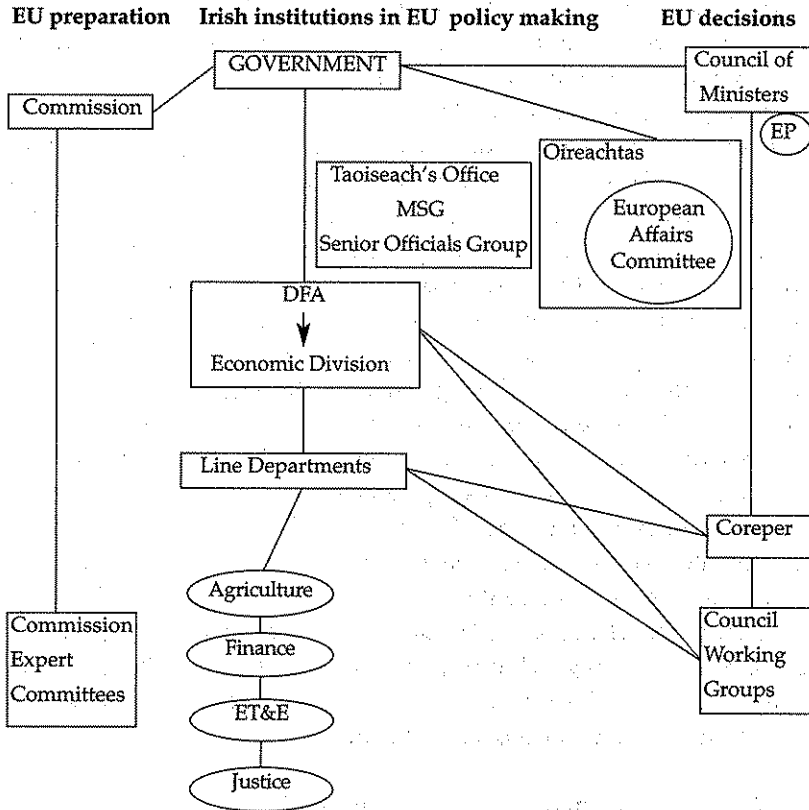 EU preparation
Irish institutions in EU policy making
EU decisions
GOVERNMENT
Council of
Ministers
EP
Commission
Oireachtas
European
Affairs
Committee
Taoiseach's Office
MSG
Senior Officials Group
DFA
Economic Division
Line Departments
Coreper
Agriculture
Finance
ET&E
Justice
Commission
Expert
Committees
Council
Working
Groups